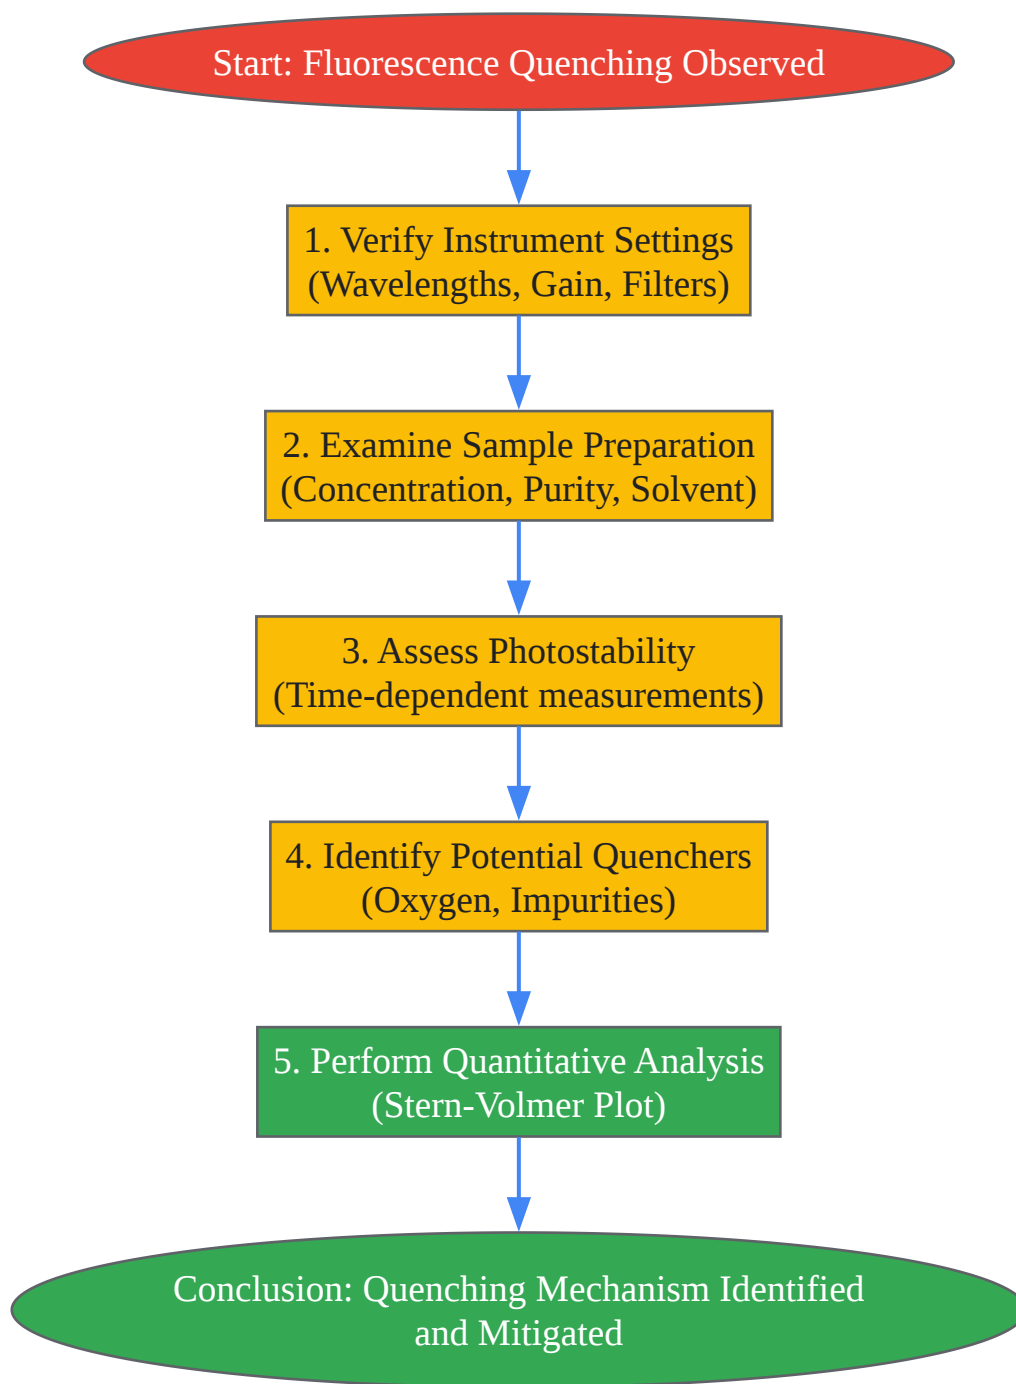 Start: Fluorescence Quenching Observed
1. Verify Instrument Settings
(Wavelengths, Gain, Filters)
2. Examine Sample Preparation
(Concentration, Purity, Solvent)
3. Assess Photostability
(Time-dependent measurements)
4. Identify Potential Quenchers
(Oxygen, Impurities)
5. Perform Quantitative Analysis
(Stern-Volmer Plot)
Conclusion: Quenching Mechanism Identified
and Mitigated